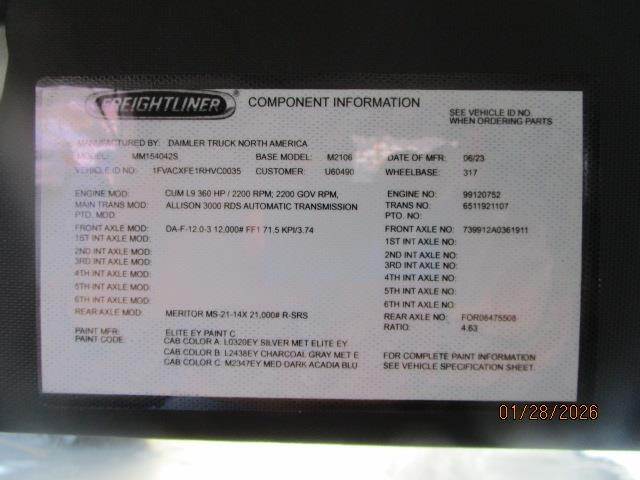 FREIGHTLINER
COMPONENT INFORMATION
SEE VEHICLE ID NO
WHEN ORDERING PARTS
MANUFACTURED BY: DAIMLER TRUCK NORTH AMERICA
MODEL: MM154042S BASE MODEL: M2106 DATE OF MFR: 06/23
VEHICLE ID NO: 1FVACXFE1RHVC0035 CUSTOMER: U60490 WHEELBASE: 317
ENGINE MOD: CUM L9 360 HP / 2200 RPM; 2200 GOV RPM, ENGINE NO: 99120752
MAIN TRANS MOD: ALLISON 3000 RDS AUTOMATIC TRANSMISSION TRANS NO: 6511921107
PTO. MOD: PTO. NO:
FRONT AXLE MOD: DA-F-12.0-3 12,000# FF1 71.5 KPI/3.74 FRONT AXLE NO: 739912A0361911
1ST INT AXLE MOD: 1ST INT AXLE NO:
2ND INT AXLE MOD: 2ND INT AXLE NO:
3RD INT AXLE MOD: 3RD INT AXLE NO:
4TH INT AXLE MOD: 4TH INT AXLE NO:
5TH INT AXLE MOD: 5TH INT AXLE NO:
6TH INT AXLE MOD: 6TH INT AXLE NO:
REAR AXLE MOD: MERITOR MS-21-14X 21,000# R-SRS REAR AXLE NO: FOR06475508
RATIO: 4.63
PAINT MFR: ELITE EY PAINT C
PAINT CODE: CAB COLOR A: L0320EY SILVER MET ELITE EY
CAB COLOR B: L2438EY CHARCOAL GRAY MET E
CAB COLOR C: M2347EY MED DARK ACADIA BLU
FOR COMPLETE PAINT INFORMATION
SEE VEHICLE SPECIFICATION SHEET.
01/28/2026